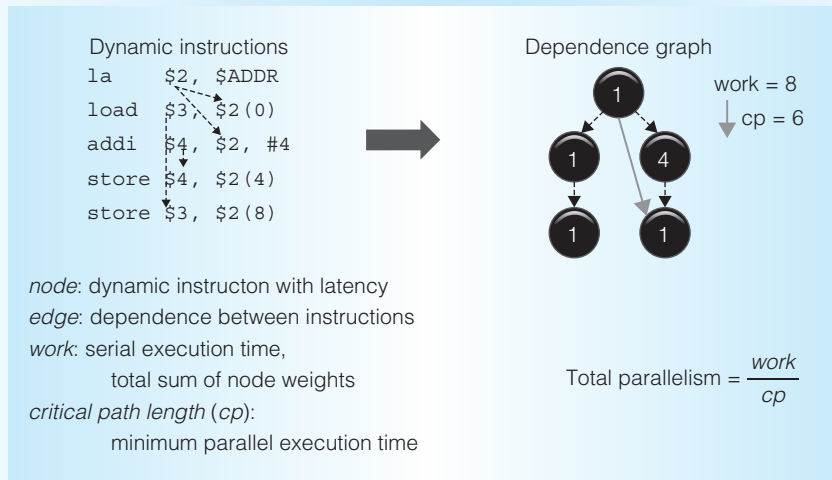 Dynamic instructions
la $2, $ADDR
load $3, $2(0)
addi $4, $2, #4
store $4, $2(4)
store $3, $2(8)
Dependence graph
1
1 4
1 1
work = 8
cp = 6
node: dynamic instructon with latency
edge: dependence between instructions
work: serial execution time,
total sum of node weights
critical path length (cp):
minimum parallel execution time
Total parallelism = work
cp